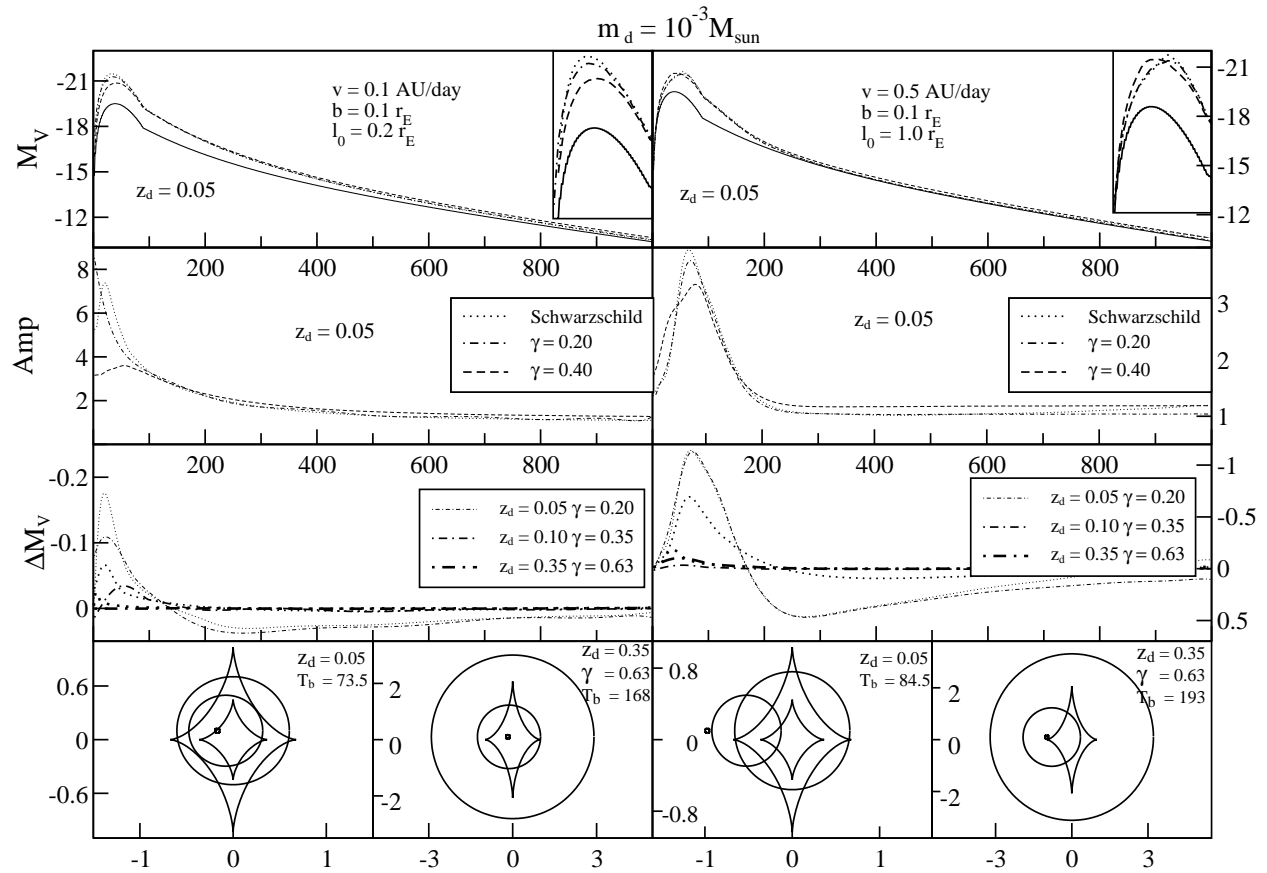 m_d = 10^-3 M_sun
M_V
-21
-18
-15
-12
v = 0.1 AU/day
b = 0.1 r_E
l_0 = 0.2 r_E
z_d = 0.05
v = 0.5 AU/day
b = 0.1 r_E
l_0 = 1.0 r_E
z_d = 0.05
-21
-18
-15
-12
200 400 600 800
200 400 600 800
Amp
8
6
4
2
z_d = 0.05
Schwarzschild
γ = 0.20
γ = 0.40
z_d = 0.05
Schwarzschild
γ = 0.20
γ = 0.40
3
2
1
200 400 600 800
200 400 600 800
ΔM_V
-0.2
-0.1
0
z_d = 0.05 γ = 0.20
z_d = 0.10 γ = 0.35
z_d = 0.35 γ = 0.63
z_d = 0.05 γ = 0.20
z_d = 0.10 γ = 0.35
z_d = 0.35 γ = 0.63
-1
-0.5
0
0.5
0.6
0
-0.6
z_d = 0.05
T_b = 73.5
2
0
-2
z_d = 0.35
γ = 0.63
T_b = 168
0.8
0
-0.8
z_d = 0.05
T_b = 84.5
2
0
-2
z_d = 0.35
γ = 0.63
T_b = 193
-1 0 1
-3 0 3
-1 0 1
-3 0 3